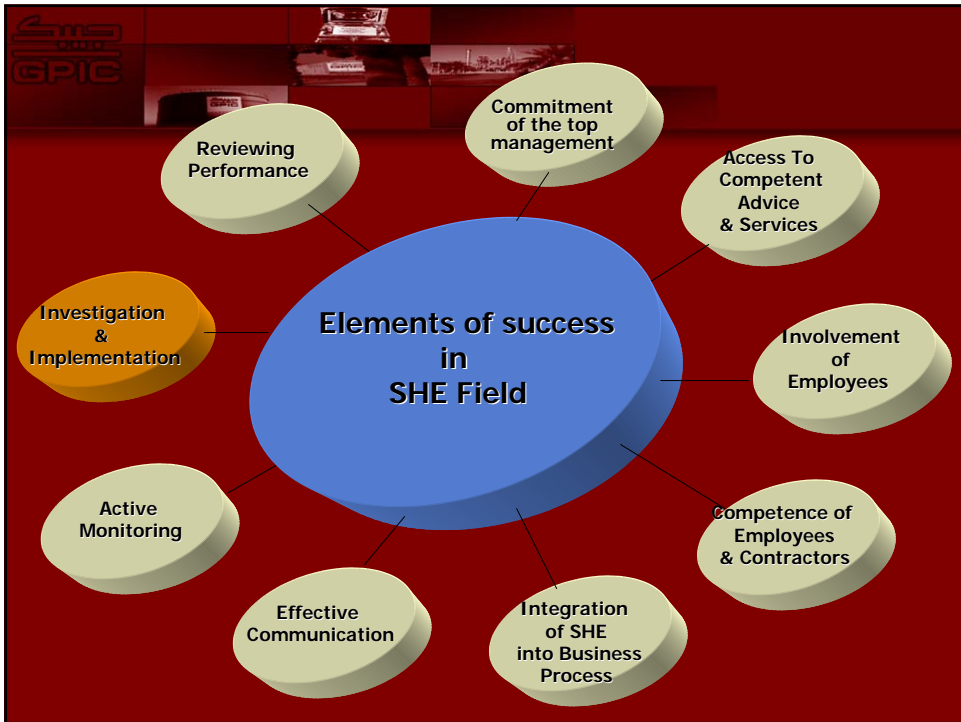 جيبك
GPIC
Commitment
of the top
management
Reviewing
Performance
Access To
Competent
Advice
& Services
Investigation
&
Implementation
Elements of success
in
SHE Field
Involvement
of
Employees
Active
Monitoring
Competence of
Employees
& Contractors
Effective
Communication
Integration
of SHE
into Business
Process